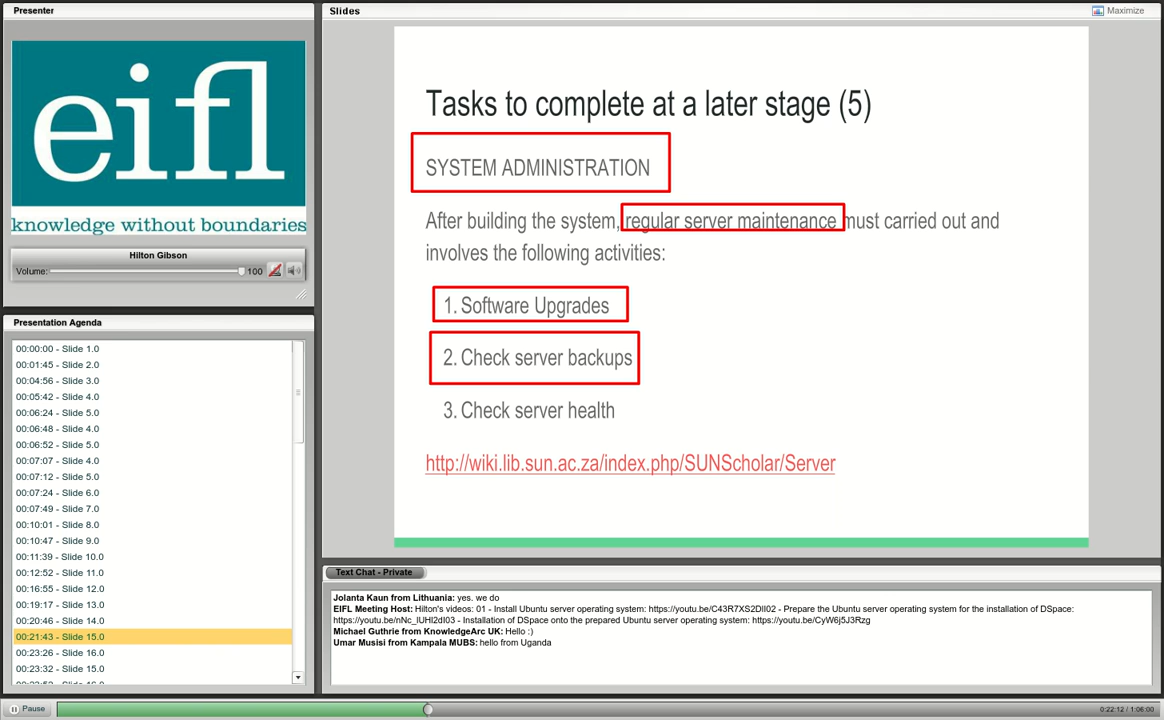 Presenter
eifl
knowledge without boundaries
Hilton Gibson
Volume: 100
Presentation Agenda
00:00:00 - Slide 1.0
00:01:45 - Slide 2.0
00:04:56 - Slide 3.0
00:05:42 - Slide 4.0
00:06:24 - Slide 5.0
00:06:48 - Slide 4.0
00:06:52 - Slide 5.0
00:07:07 - Slide 4.0
00:07:12 - Slide 5.0
00:07:24 - Slide 6.0
00:07:49 - Slide 7.0
00:10:01 - Slide 8.0
00:10:47 - Slide 9.0
00:11:39 - Slide 10.0
00:12:52 - Slide 11.0
00:16:55 - Slide 12.0
00:19:17 - Slide 13.0
00:20:46 - Slide 14.0
00:21:43 - Slide 15.0
00:23:26 - Slide 16.0
00:23:32 - Slide 15.0
Slides
Maximize
Tasks to complete at a later stage (5)
SYSTEM ADMINISTRATION
After building the system, regular server maintenance must carried out and
involves the following activities:
1. Software Upgrades
2. Check server backups
3. Check server health
http://wiki.lib.sun.ac.za/index.php/SUNScholar/Server
Text Chat - Private
Jolanta Kaun from Lithuania: yes. we do
EIFL Meeting Host: Hilton's videos: 01 - Install Ubuntu server operating system: https://youtu.be/C43R7XS2DlI02 - Prepare the Ubuntu server operating system for the installation of DSpace:
https://youtu.be/nNc_lUHl2dI03 - Installation of DSpace onto the prepared Ubuntu server operating system: https://youtu.be/CyW6j5J3Rzg
Michael Guthrie from KnowledgeArc UK: Hello :)
Umar Musisi from Kampala MUBS: hello from Uganda
Pause
0:22:12 / 1:06:00